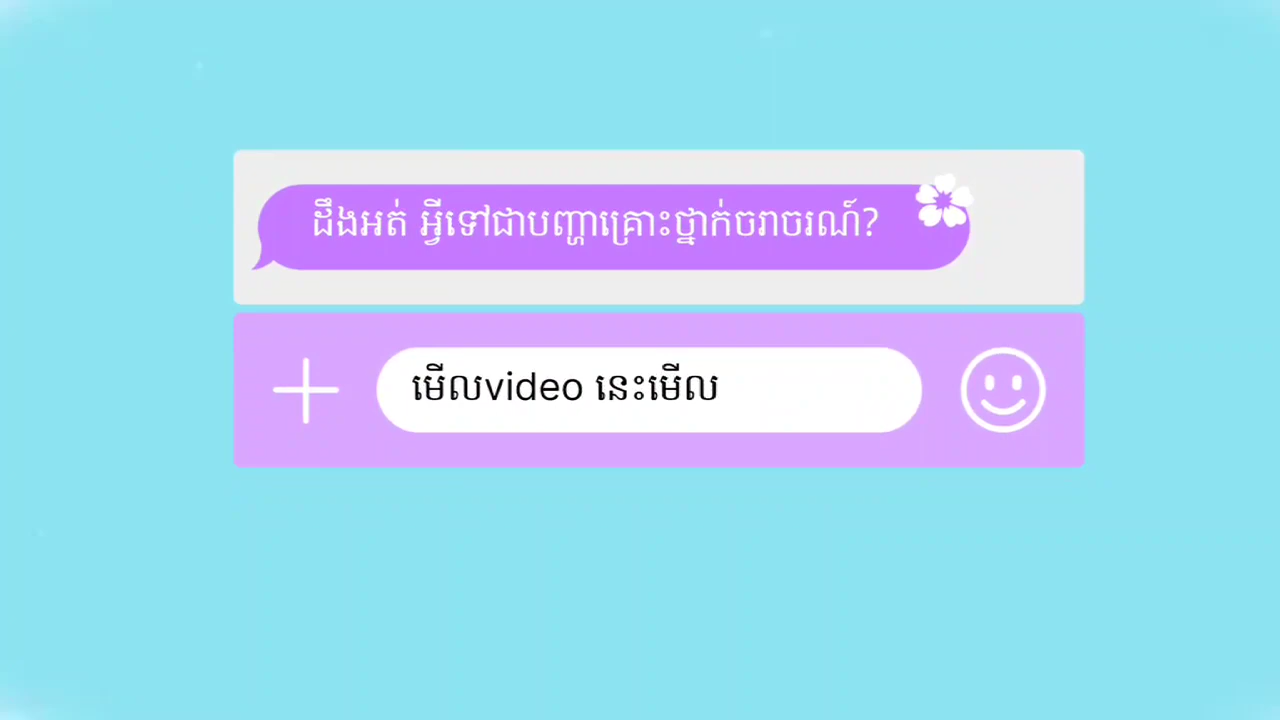 ដឹងអត់ អ្វីទៅជាបញ្ហាគ្រោះថ្នាក់ចរាចរណ៍?
មើលvideo នេះមើល